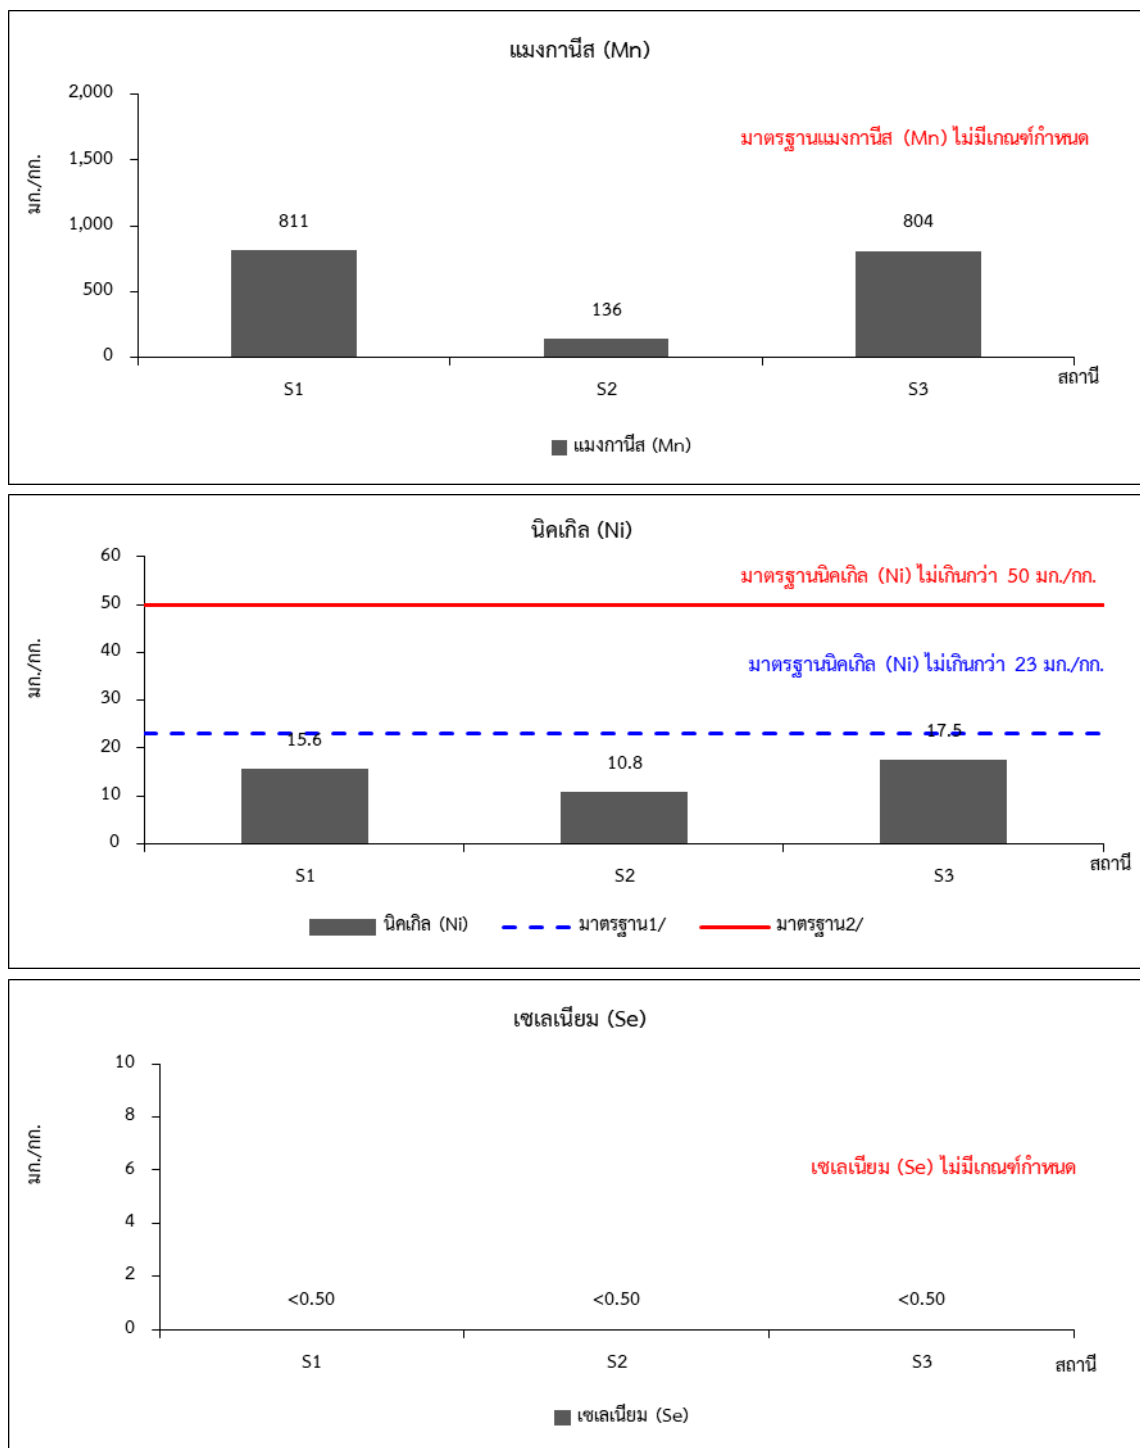 แมงกานีส (Mn)
มก./กก.
2,000
1,500
1,000
500
0
มาตรฐานแมงกานีส (Mn) ไม่มีเกณฑ์กำหนด
811
136
804
S1
S2
S3
สถานี
แมงกานีส (Mn)
นิคเกิล (Ni)
มก./กก.
60
50
40
30
20
10
0
มาตรฐานนิคเกิล (Ni) ไม่เกินกว่า 50 มก./กก.
มาตรฐานนิคเกิล (Ni) ไม่เกินกว่า 23 มก./กก.
15.6
10.8
17.5
S1
S2
S3
สถานี
นิคเกิล (Ni)
มาตรฐาน1/
มาตรฐาน2/
เซเลเนียม (Se)
มก./กก.
10
8
6
4
2
0
เซเลเนียม (Se) ไม่มีเกณฑ์กำหนด
<0.50
<0.50
<0.50
S1
S2
S3
สถานี
เซเลเนียม (Se)